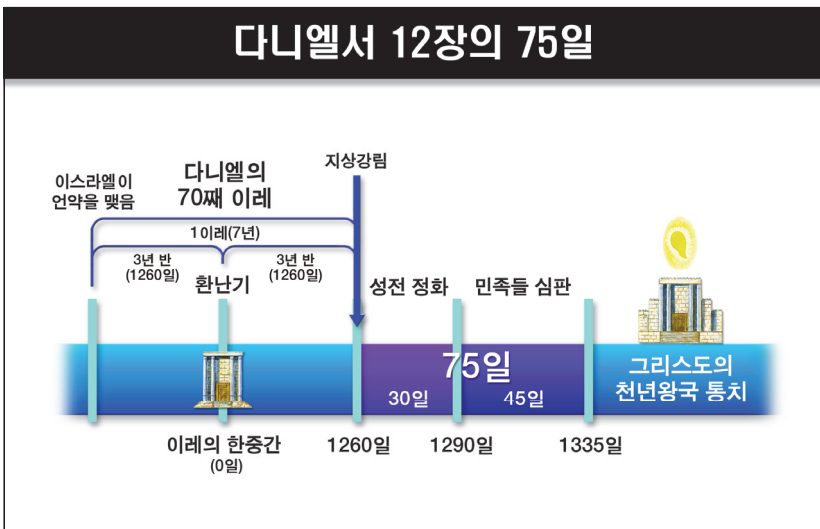 다니엘서 12장의 75일
지상강림
다니엘의
70째 이레
이스라엘이
언약을 맺음
1이레(7년)
3년 반
(1260일)
3년 반
(1260일)
환난기
성전 정화
민족들 심판
75일
30일
45일
그리스도의
천년왕국 통치
이레의 한중간
(0일)
1260일
1290일
1335일